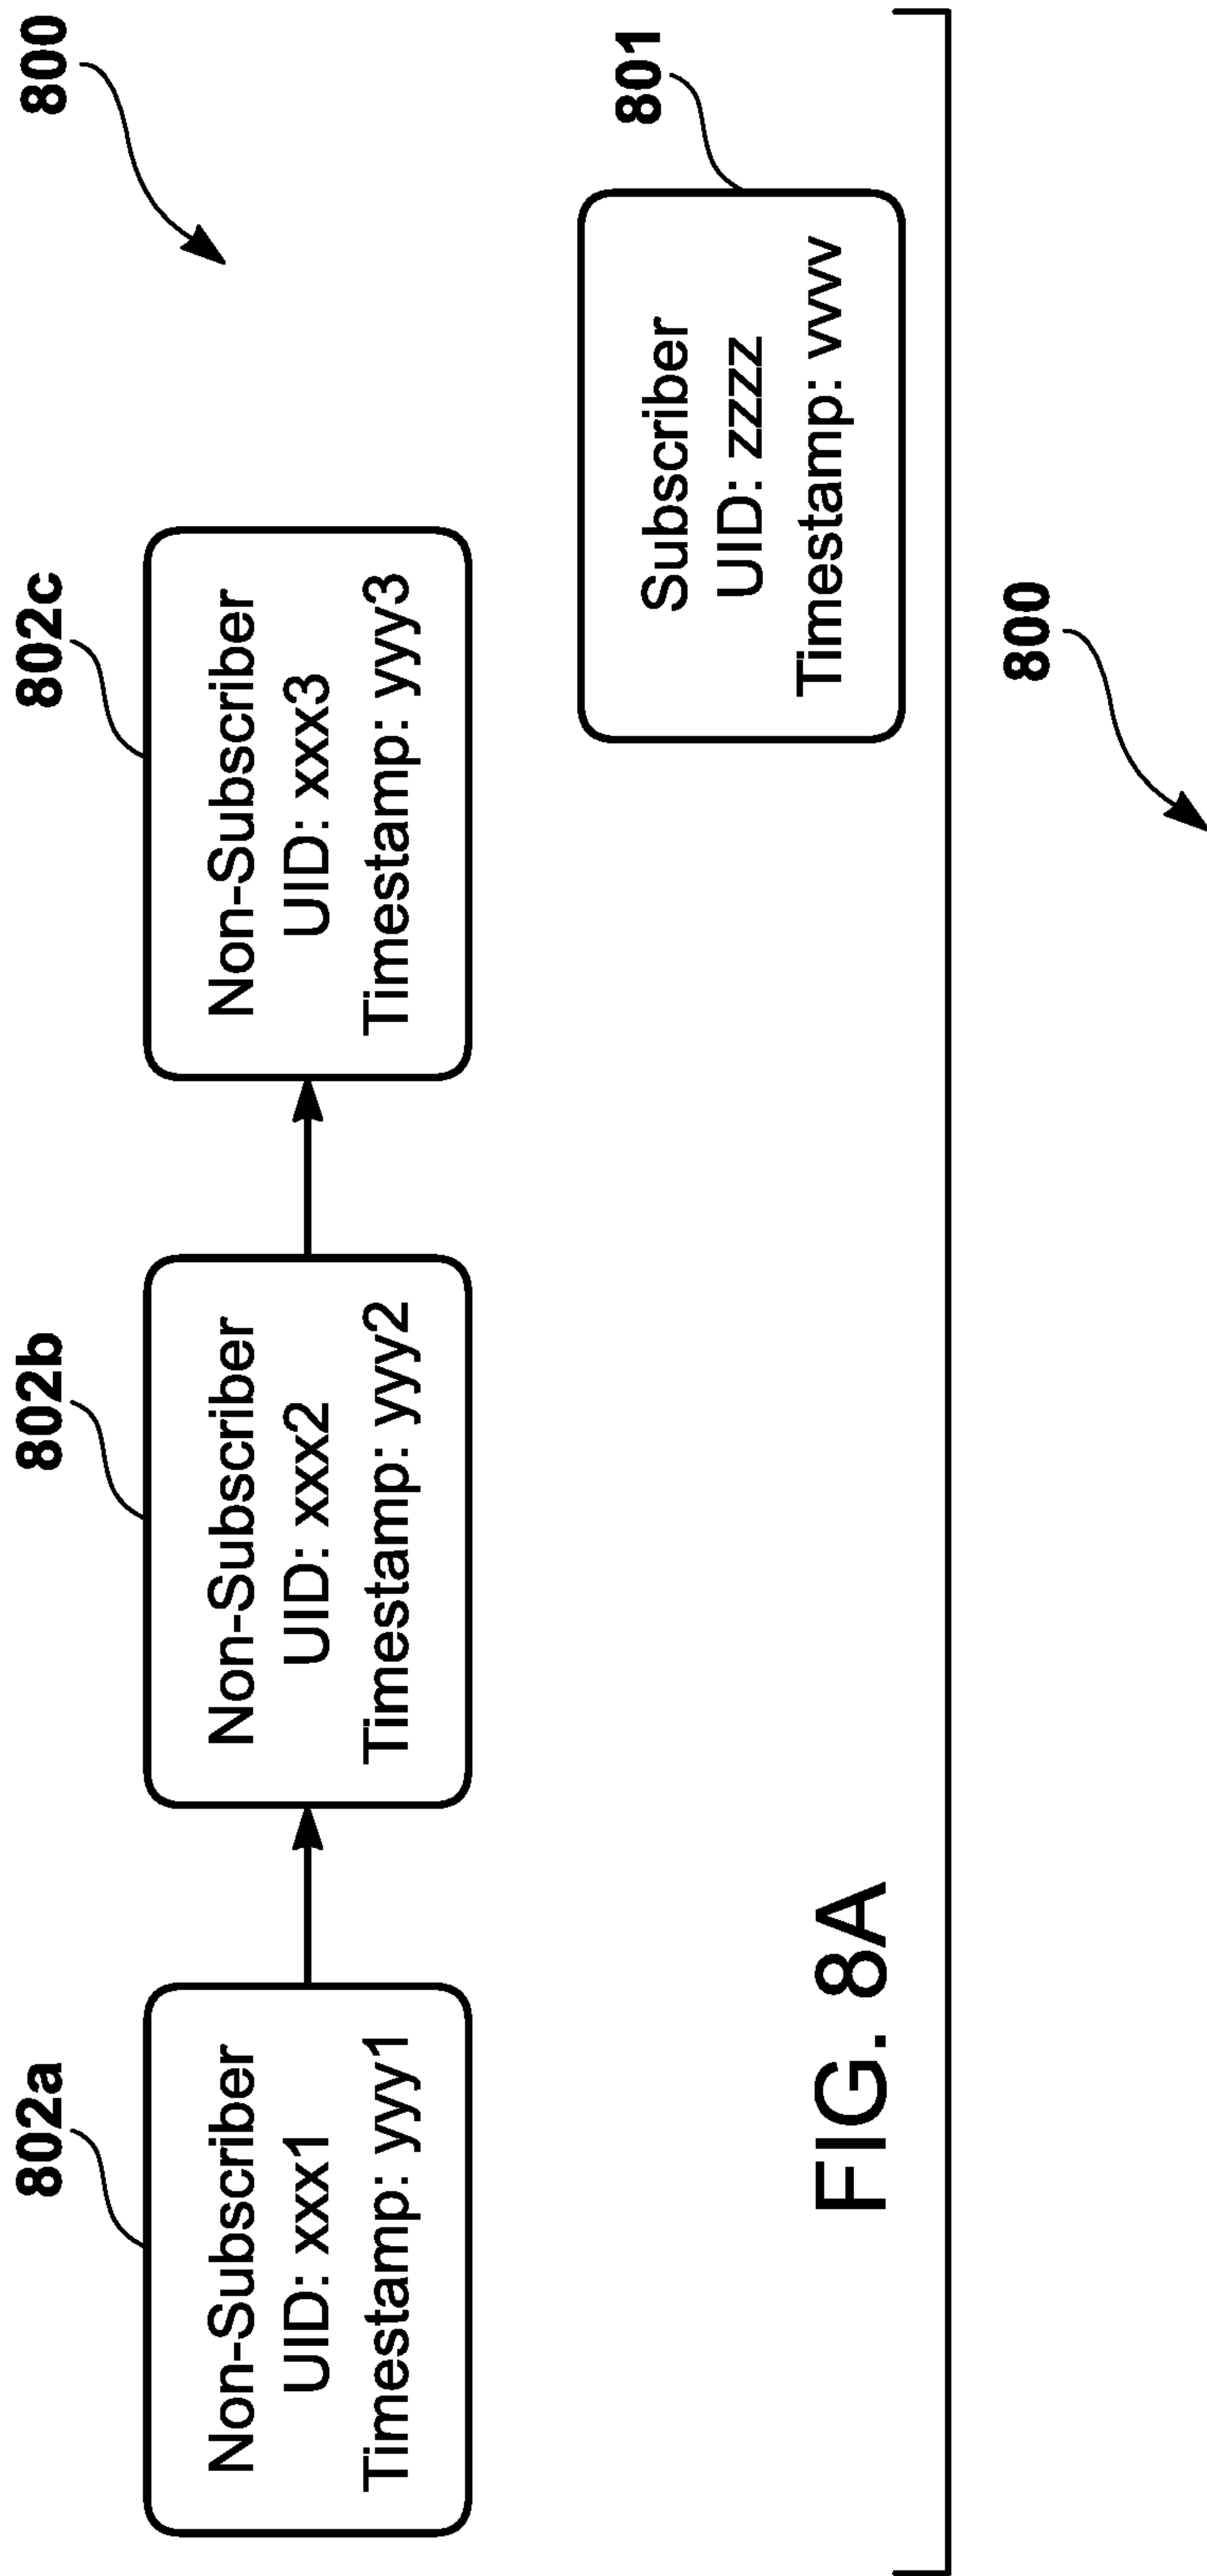 800
802a
Non-Subscriber
UID: xxx1
Timestamp: yyy1
802b
Non-Subscriber
UID: xxx2
Timestamp: yyy2
802c
Non-Subscriber
UID: xxx3
Timestamp: yyy3
801
Subscriber
UID: zzzz
Timestamp: vvvv
FIG. 8A
800